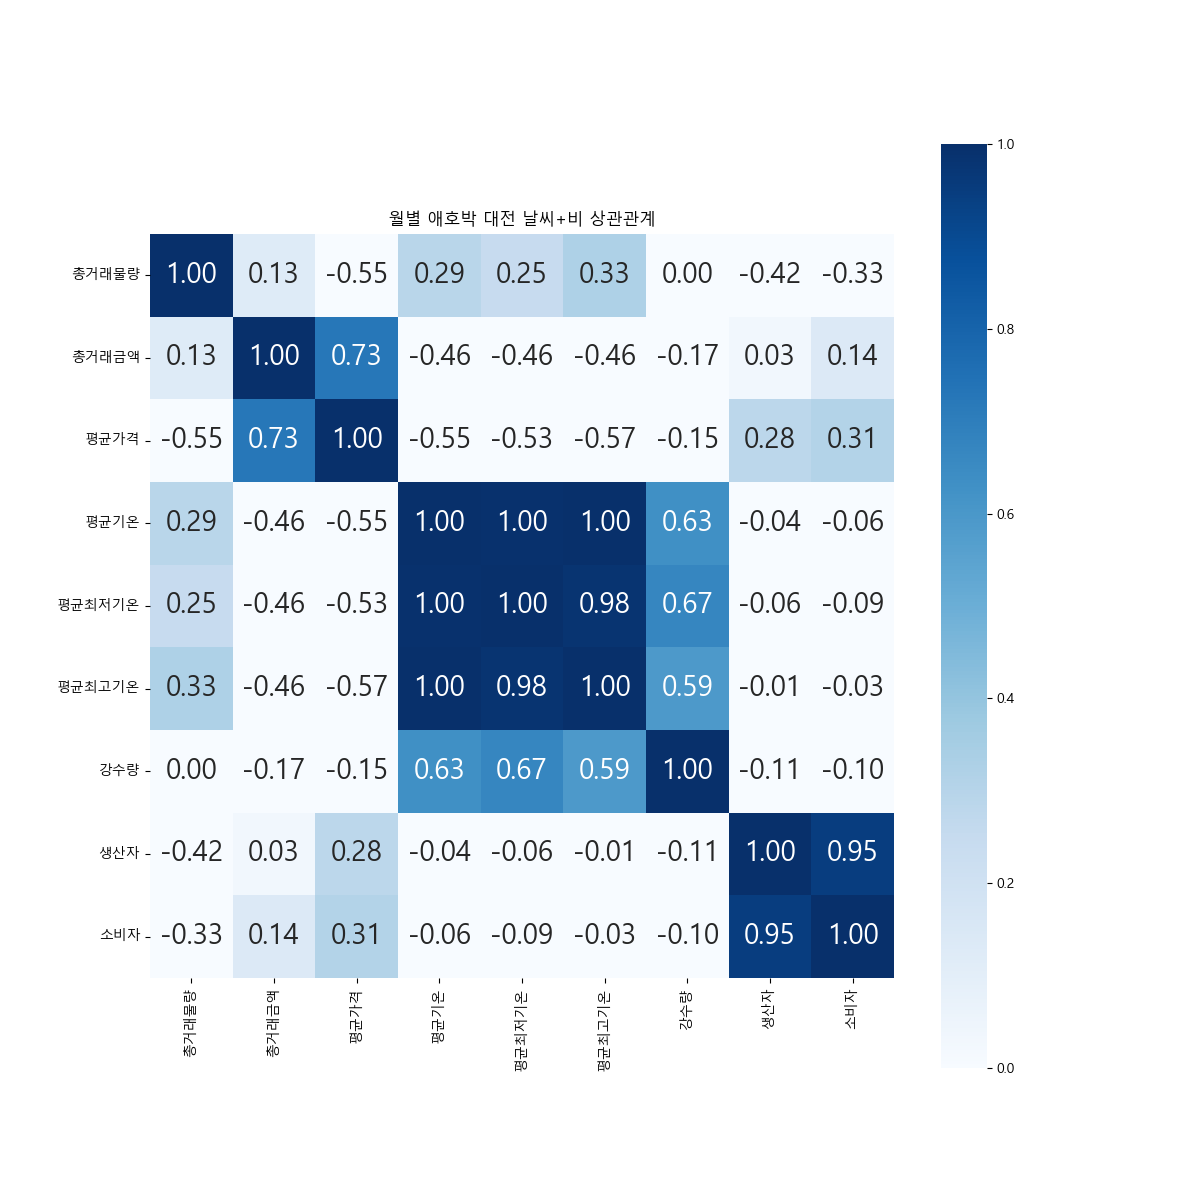 월별 애호박 대전 날씨+비 상관관계
총거래물량 1.00 0.13 -0.55 0.29 0.25 0.33 0.00 -0.42 -0.33
총거래금액 0.13 1.00 0.73 -0.46 -0.46 -0.46 -0.17 0.03 0.14
평균가격 -0.55 0.73 1.00 -0.55 -0.53 -0.57 -0.15 0.28 0.31
평균기온 0.29 -0.46 -0.55 1.00 1.00 1.00 0.63 -0.04 -0.06
평균최저기온 0.25 -0.46 -0.53 1.00 1.00 0.98 0.67 -0.06 -0.09
평균최고기온 0.33 -0.46 -0.57 1.00 0.98 1.00 0.59 -0.01 -0.03
강수량 0.00 -0.17 -0.15 0.63 0.67 0.59 1.00 -0.11 -0.10
생산자 -0.42 0.03 0.28 -0.04 -0.06 -0.01 -0.11 1.00 0.95
소비자 -0.33 0.14 0.31 -0.06 -0.09 -0.03 -0.10 0.95 1.00
총거래물량 총거래금액 평균가격 평균기온 평균최저기온 평균최고기온 강수량 생산자 소비자
1.0
0.8
0.6
0.4
0.2
0.0